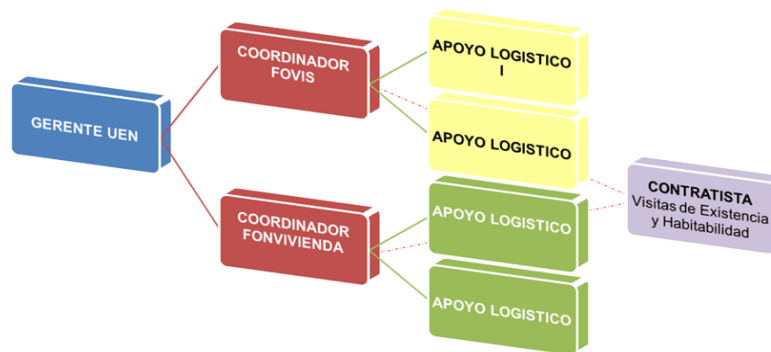 GERENTE UEN
COORDINADOR
FOVIS
COORDINADOR
FONVIVIENDA
APOYO LOGISTICO
I
APOYO LOGISTICO
APOYO LOGISTICO
APOYO LOGISTICO
CONTRATISTA
Visitas de Existencia
y Habitabilidad